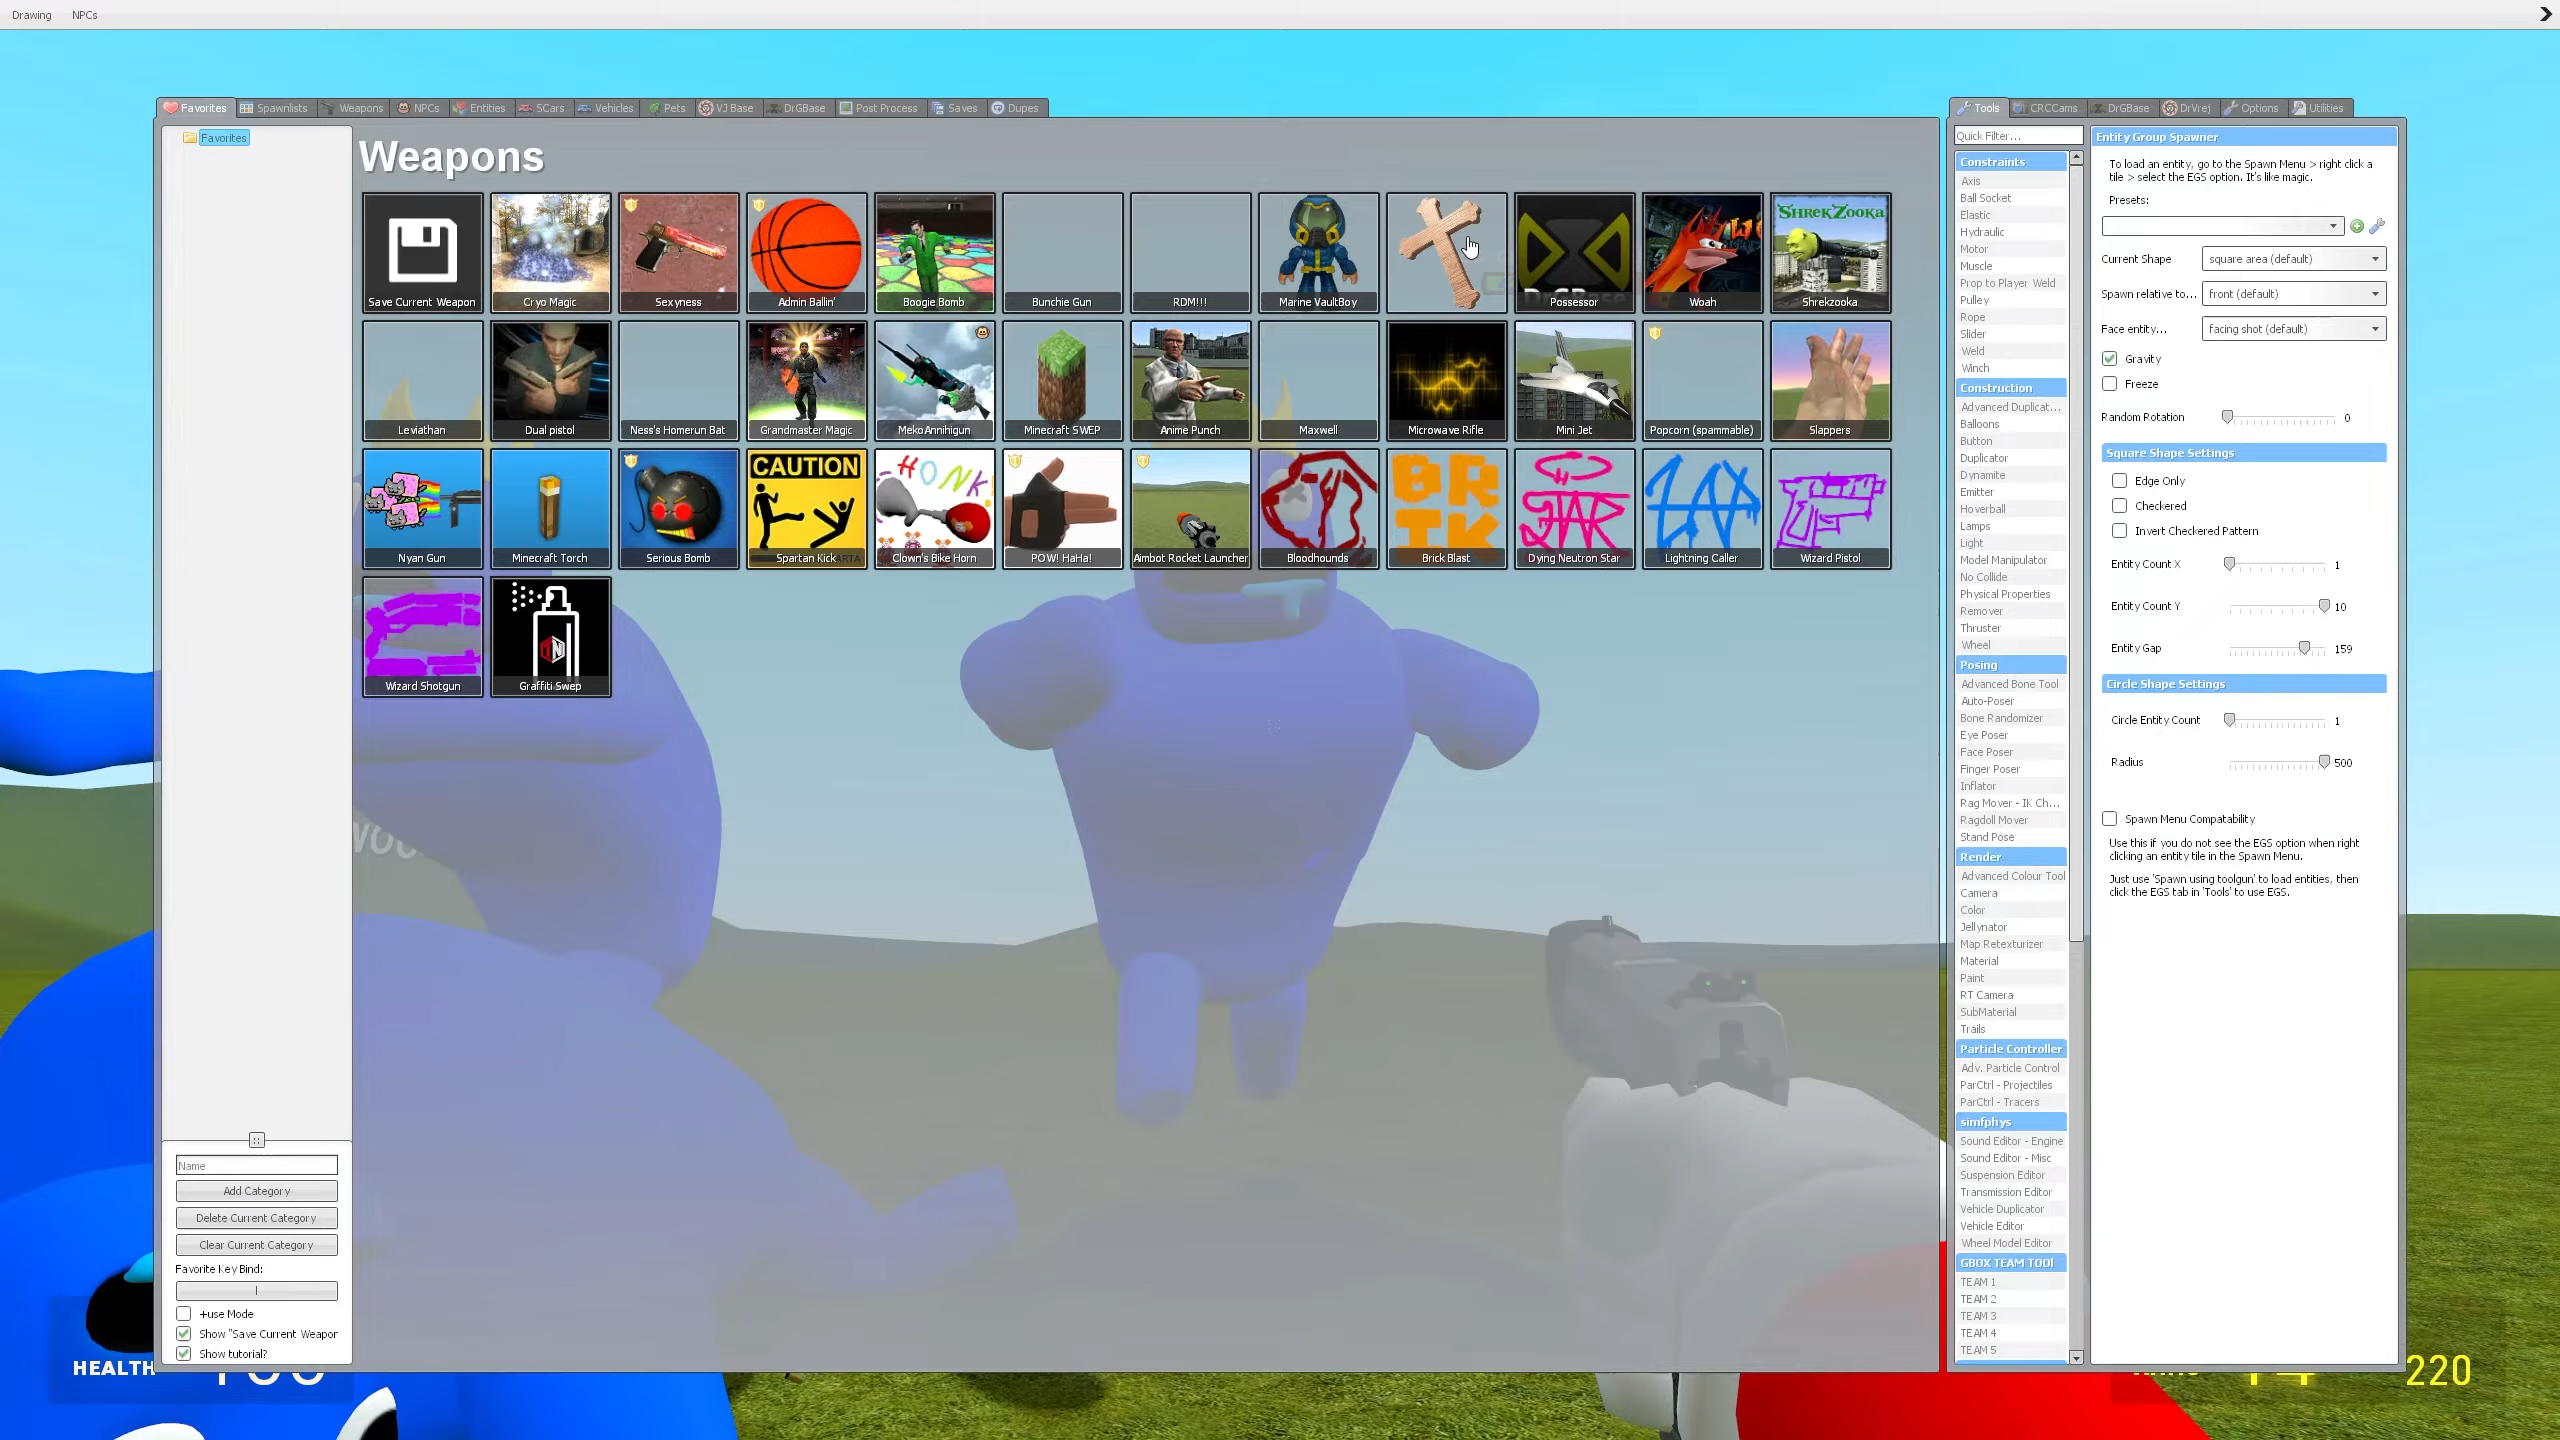 Drawing NPCs
Favorites Spawnlists Weapons NPCs Entities SCars Vehicles Pets VJ Base DrGBase Post Process Saves Dupes
Favorites
Weapons
Save Current Weapon Cryo Magic Sexyness Admin Ballin' Boogie Bomb Bunchie Gun RDM!!! Marine VaultBoy Possessor Woah SHREKZOOKA Shrekzooka
Leviathan Dual pistol Ness's Homerun Bat Grandmaster Magic MekoAnnihigun Minecraft SWEP Anime Punch Maxwell Microwave Rifle Mini Jet Popcorn (spammable) Slappers
CAUTION HONK BRIK STAR ZAP
Nyan Gun Minecraft Torch Serious Bomb Spartan Kick Clown's Bike Horn POW! HaHa! Aimbot Rocket Launcher Bloodhounds Brick Blast Dying Neutron Star Lightning Caller Wizard Pistol
Wizard Shotgun Graffiti Swep
Name
Add Category
Delete Current Category
Clear Current Category
Favorite Key Bind:
+use Mode
Show "Save Current Weapor
Show tutorial?
HEALTH
220
Tools CRCCams DrGBase DrVrej Options Utilities
Quick Filter...
Constraints
Axis
Ball Socket
Elastic
Hydraulic
Motor
Muscle
Prop to Player Weld
Pulley
Rope
Slider
Weld
Winch
Construction
Advanced Duplicat...
Balloons
Button
Duplicator
Dynamite
Emitter
Hoverball
Lamps
Light
Model Manipulator
No Collide
Physical Properties
Remover
Thruster
Wheel
Posing
Advanced Bone Tool
Auto-Poser
Bone Randomizer
Eye Poser
Face Poser
Finger Poser
Inflator
Rag Mover - IK Ch...
Ragdoll Mover
Stand Pose
Render
Advanced Colour Tool
Camera
Color
Jellynator
Map Retexturizer
Material
Paint
RT Camera
SubMaterial
Trails
Particle Controller
Adv. Particle Control
ParCtrl - Projectiles
ParCtrl - Tracers
simfphys
Sound Editor - Engine
Sound Editor - Misc
Suspension Editor
Transmission Editor
Vehicle Duplicator
Vehicle Editor
Wheel Model Editor
GBOX TEAM TOOl
TEAM 1
TEAM 2
TEAM 3
TEAM 4
TEAM 5
Entity Group Spawner
To load an entity, go to the Spawn Menu > right click a
tile > select the EGS option. It's like magic.
Presets:
Current Shape square area (default)
Spawn relative to... front (default)
Face entity... facing shot (default)
Gravity
Freeze
Random Rotation 0
Square Shape Settings
Edge Only
Checkered
Invert Checkered Pattern
Entity Count X 1
Entity Count Y 10
Entity Gap 159
Circle Shape Settings
Circle Entity Count 1
Radius 500
Spawn Menu Compatability
Use this if you do not see the EGS option when right
clicking an entity tile in the Spawn Menu.
Just use 'Spawn using toolgun' to load entities, then
click the EGS tab in 'Tools' to use EGS.